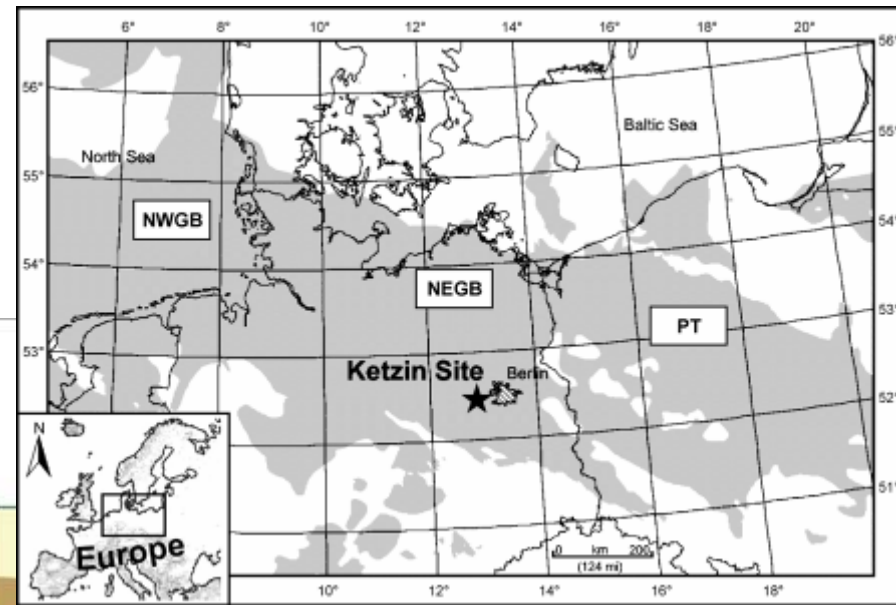 6° 8° 10° 12° 14° 16° 18° 20°
56° 56°
55° 55°
54° 54°
53° 53°
52°
51°
North Sea
Baltic Sea
NWGB
NEGB
PT
Ketzin Site
Berlin
N
Europe
0 km 200
(124 mi)
10° 12° 14° 16° 18°